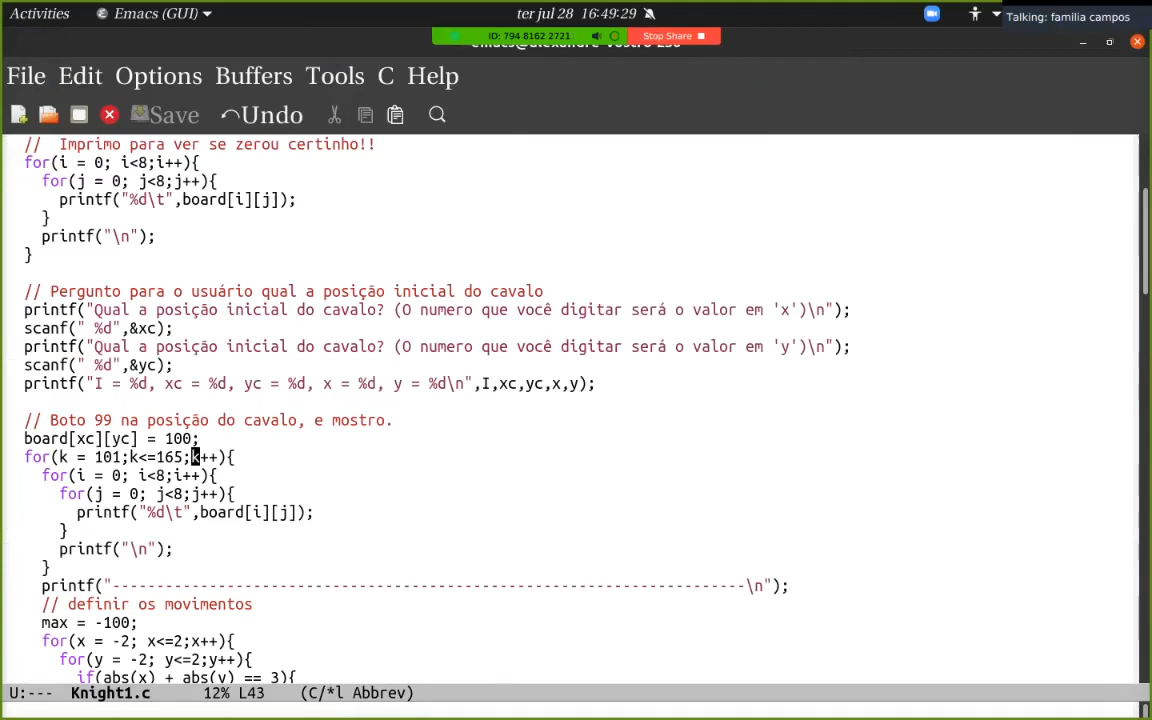 Activities Emacs (GUI) ter jul 28 16:49:29 Talking: familia campos
ID: 794 8162 2721 Stop Share
File Edit Options Buffers Tools C Help
Save Undo
//  Imprimo para ver se zerou certinho!!
for(i = 0; i<8;i++){
  for(j = 0; j<8;j++){
    printf("%d\t",board[i][j]);
  }
  printf("\n");
}
// Pergunto para o usuário qual a posição inicial do cavalo
printf("Qual a posição inicial do cavalo? (O numero que você digitar será o valor em 'x')\n");
scanf(" %d",&xc);
printf("Qual a posição inicial do cavalo? (O numero que você digitar será o valor em 'y')\n");
scanf(" %d",&yc);
printf("I = %d, xc = %d, yc = %d, x = %d, y = %d\n",I,xc,yc,x,y);
// Boto 99 na posição do cavalo, e mostro.
board[xc][yc] = 100;
for(k = 101;k<=165;k++){
  for(i = 0; i<8;i++){
    for(j = 0; j<8;j++){
      printf("%d\t",board[i][j]);
    }
    printf("\n");
  }
  printf("------------------------------------------------------------------------\n");
  // definir os movimentos
  max = -100;
  for(x = -2; x<=2;x++){
    for(y = -2; y<=2;y++){
      if(abs(x) + abs(y) == 3){
U:--- Knight1.c 12% L43 (C/*l Abbrev)